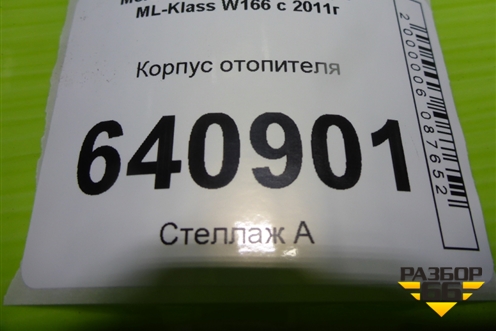 ML-Klass W166 с 2011г
Корпус отопителя
640901
Стеллаж А
2000006087652
РАЗБОР
66